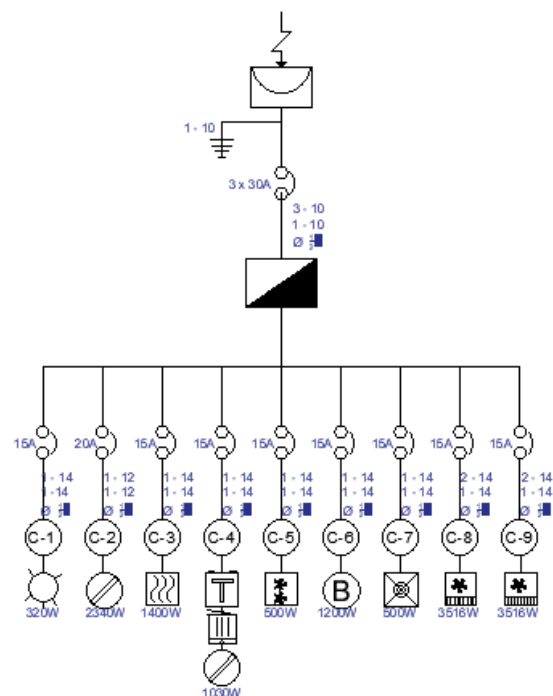 1 - 10
3 x 30A
3 - 10
1 - 10
Ø
15A 20A 15A 15A 15A 15A 15A 15A 15A
1 - 14 1 - 12 1 - 14 1 - 14 1 - 14 1 - 14 1 - 14 2 - 14 2 - 14
1 - 14 1 - 12 1 - 14 1 - 14 1 - 14 1 - 14 1 - 14 1 - 14 1 - 14
Ø Ø Ø Ø Ø Ø Ø Ø Ø
C-1 C-2 C-3 C-4 C-5 C-6 C-7 C-8 C-9
T B
320W 2340W 1400W 500W 1200W 500W 3516W 3516W
1030W